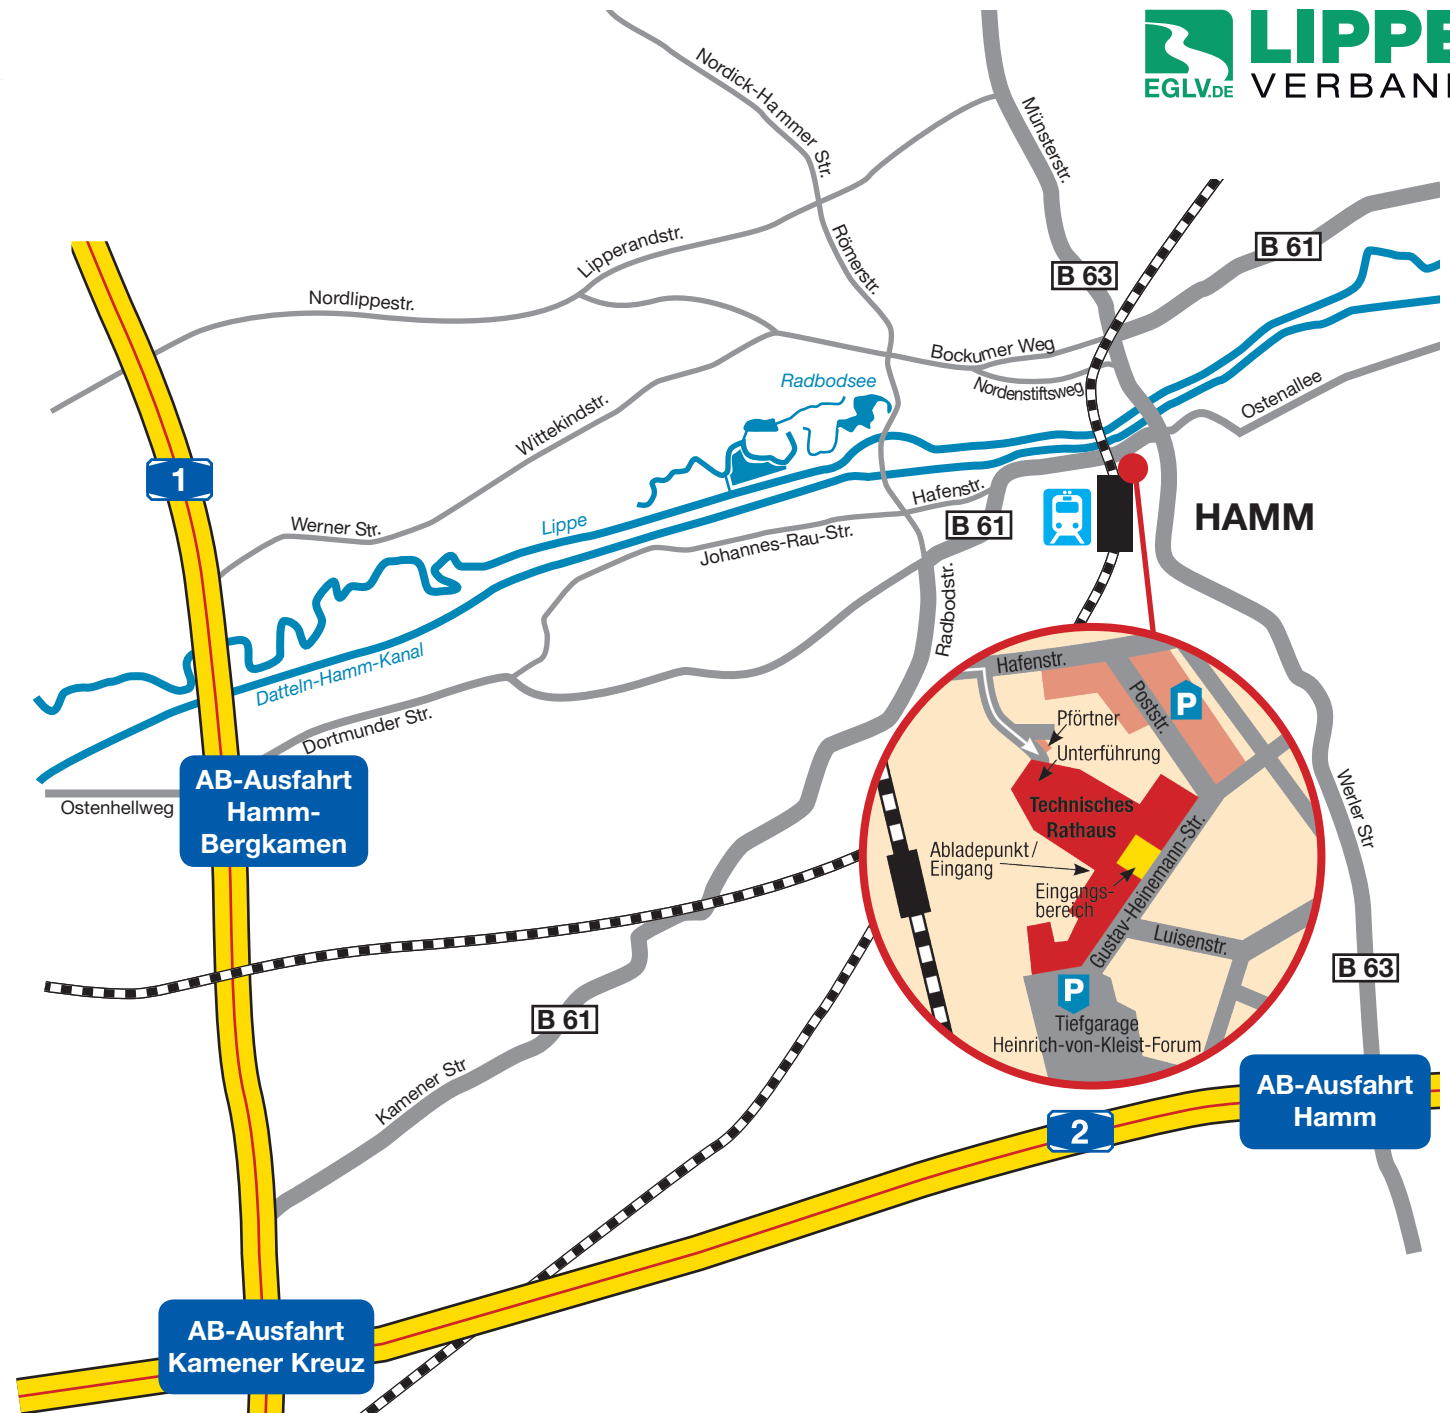 LIPPE
EGLV.DE VERBAN
Nordick-Hammer Str.
Münsterstr.
Lipperandstr.
Römerstr.
B 61
B 63
Nordlippestr.
Bockumer Weg
Nordenstiftsweg
Radbodsee
Ostenallee
Wittekindstr.
1
Hafenstr.
Werner Str.
Lippe
B 61
HAMM
Johannes-Rau-Str.
Radbodstr.
Datteln-Hamm-Kanal
Dortmunder Str.
Hafenstr.
Poststr.
P
Pförtner
Unterführung
AB-Ausfahrt
Hamm-
Bergkamen
Ostenhellweg
Technisches
Rathaus
Werler Str
Abladepunkt/
Eingang
Eingangs-
bereich
Gustav-Heinemann-Str.
Luisenstr.
B 63
P
Tiefgarage
Heinrich-von-Kleist-Forum
B 61
Kamener Str
AB-Ausfahrt
Hamm
2
AB-Ausfahrt
Kamener Kreuz